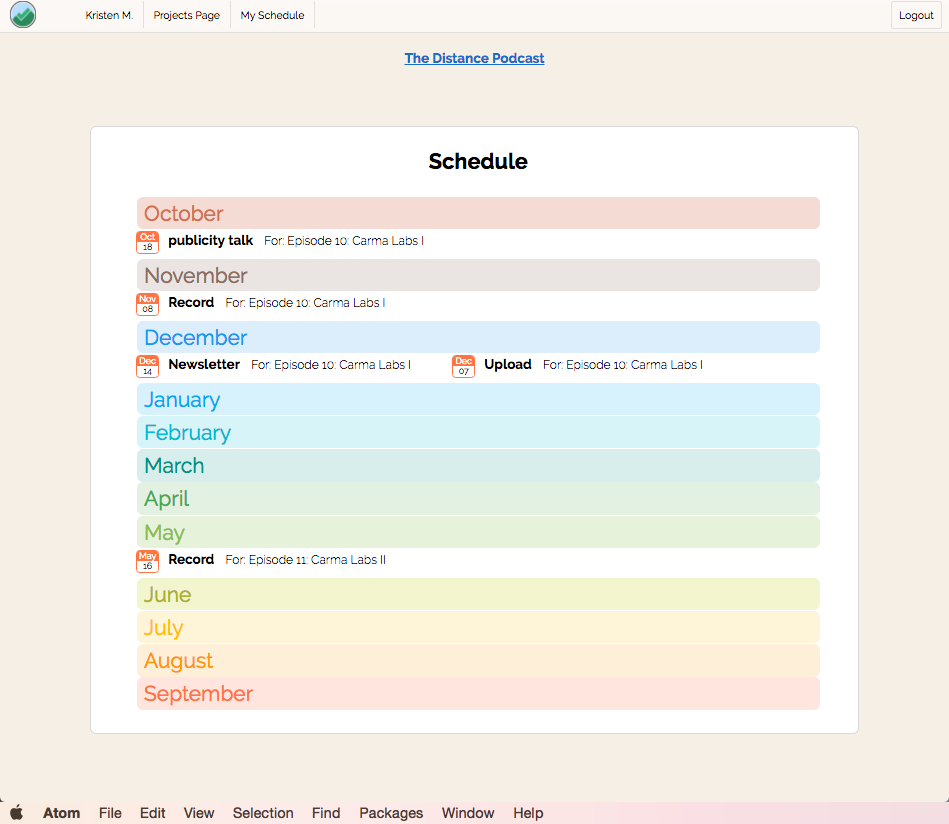 Kristen M. Projects Page My Schedule Logout
The Distance Podcast
Schedule
October
Oct 18 publicity talk For: Episode 10: Carma Labs I
November
Nov 08 Record For: Episode 10: Carma Labs I
December
Dec 14 Newsletter For: Episode 10: Carma Labs I Dec 07 Upload For: Episode 10: Carma Labs I
January
February
March
April
May
May 16 Record For: Episode 11: Carma Labs II
June
July
August
September
Atom File Edit View Selection Find Packages Window Help